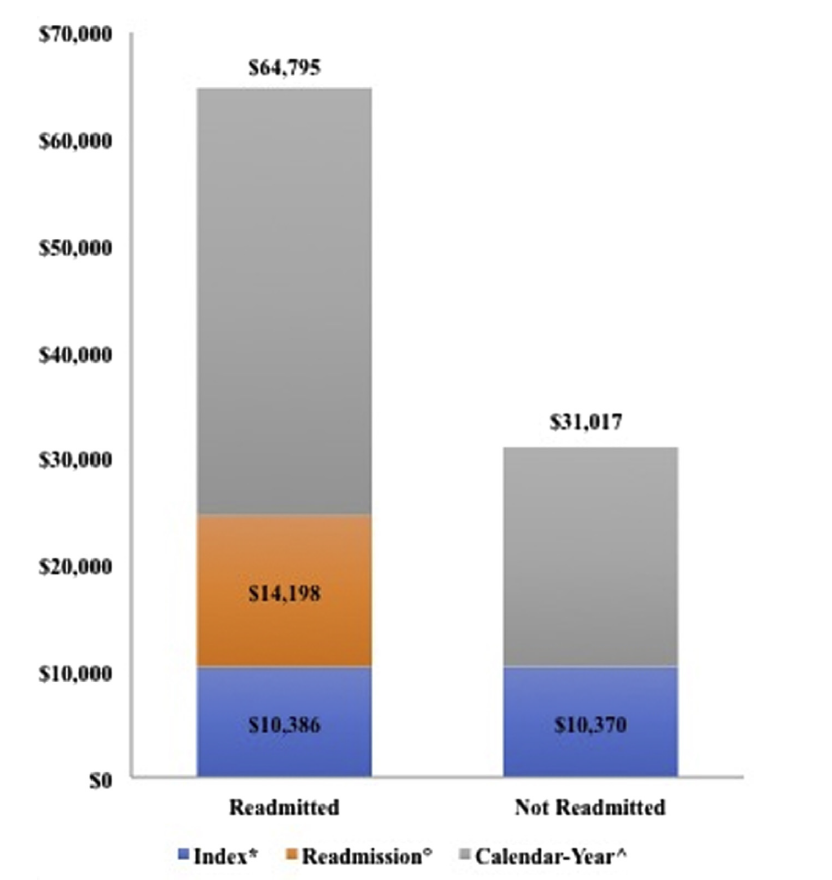 $70,000
$64,795
$60,000
$50,000
$40,000
$31,017
$30,000
$20,000
$14,198
$10,000
$10,386
$10,370
$0
Readmitted
Not Readmitted
Index*
Readmission°
Calendar-Year^